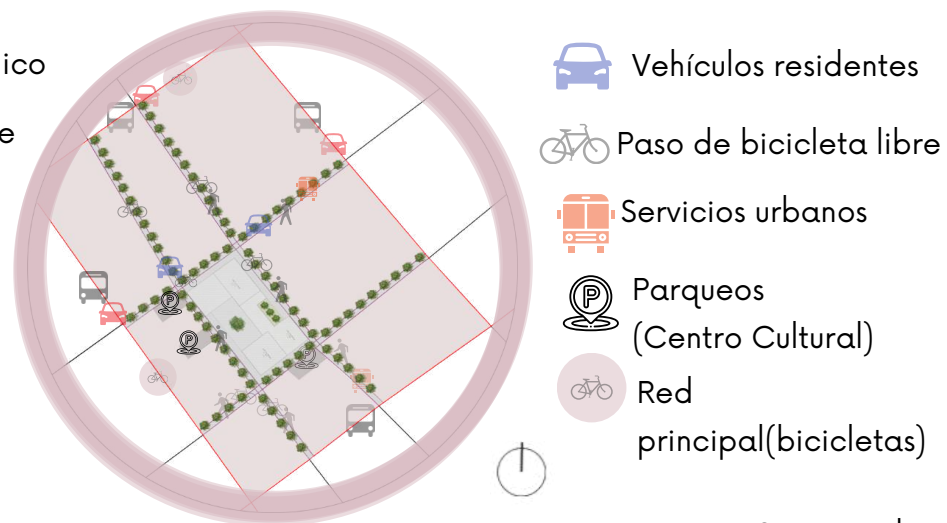 ico
Vehículos residentes
e
Paso de bicicleta libre
Servicios urbanos
P
Parqueos
(Centro Cultural)
Red
principal(bicicletas)
P
P
P